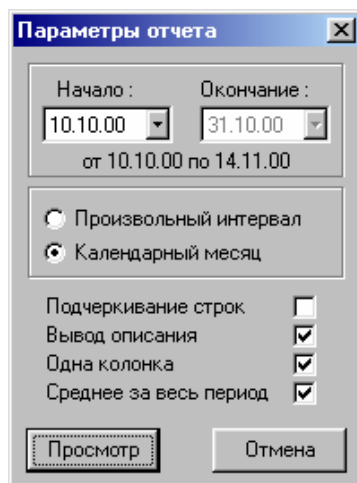 Параметры отчета
Начало : Окончание :
10.10.00 31.10.00
от 10.10.00 по 14.11.00
Произвольный интервал
Календарный месяц
Подчеркивание строк
Вывод описания
Одна колонка
Среднее за весь период
Просмотр Отмена